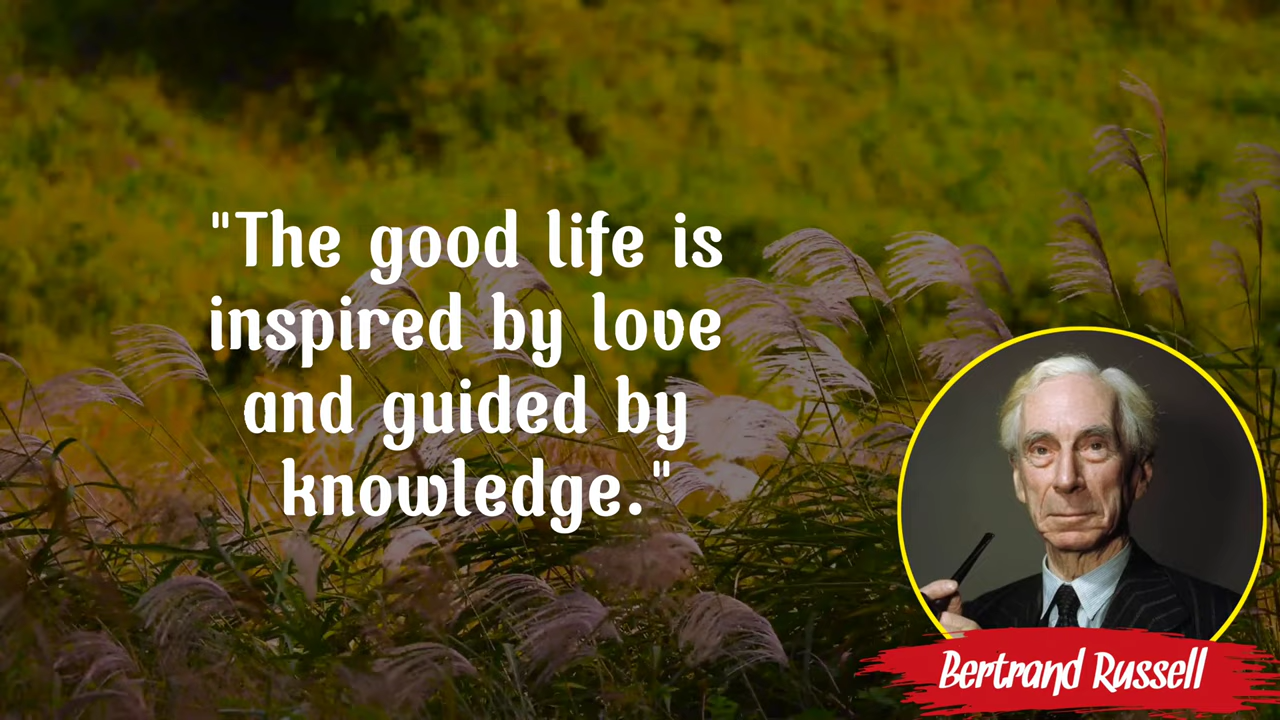 "The good life is
inspired by love
and guided by
knowledge."
Bertrand Russell